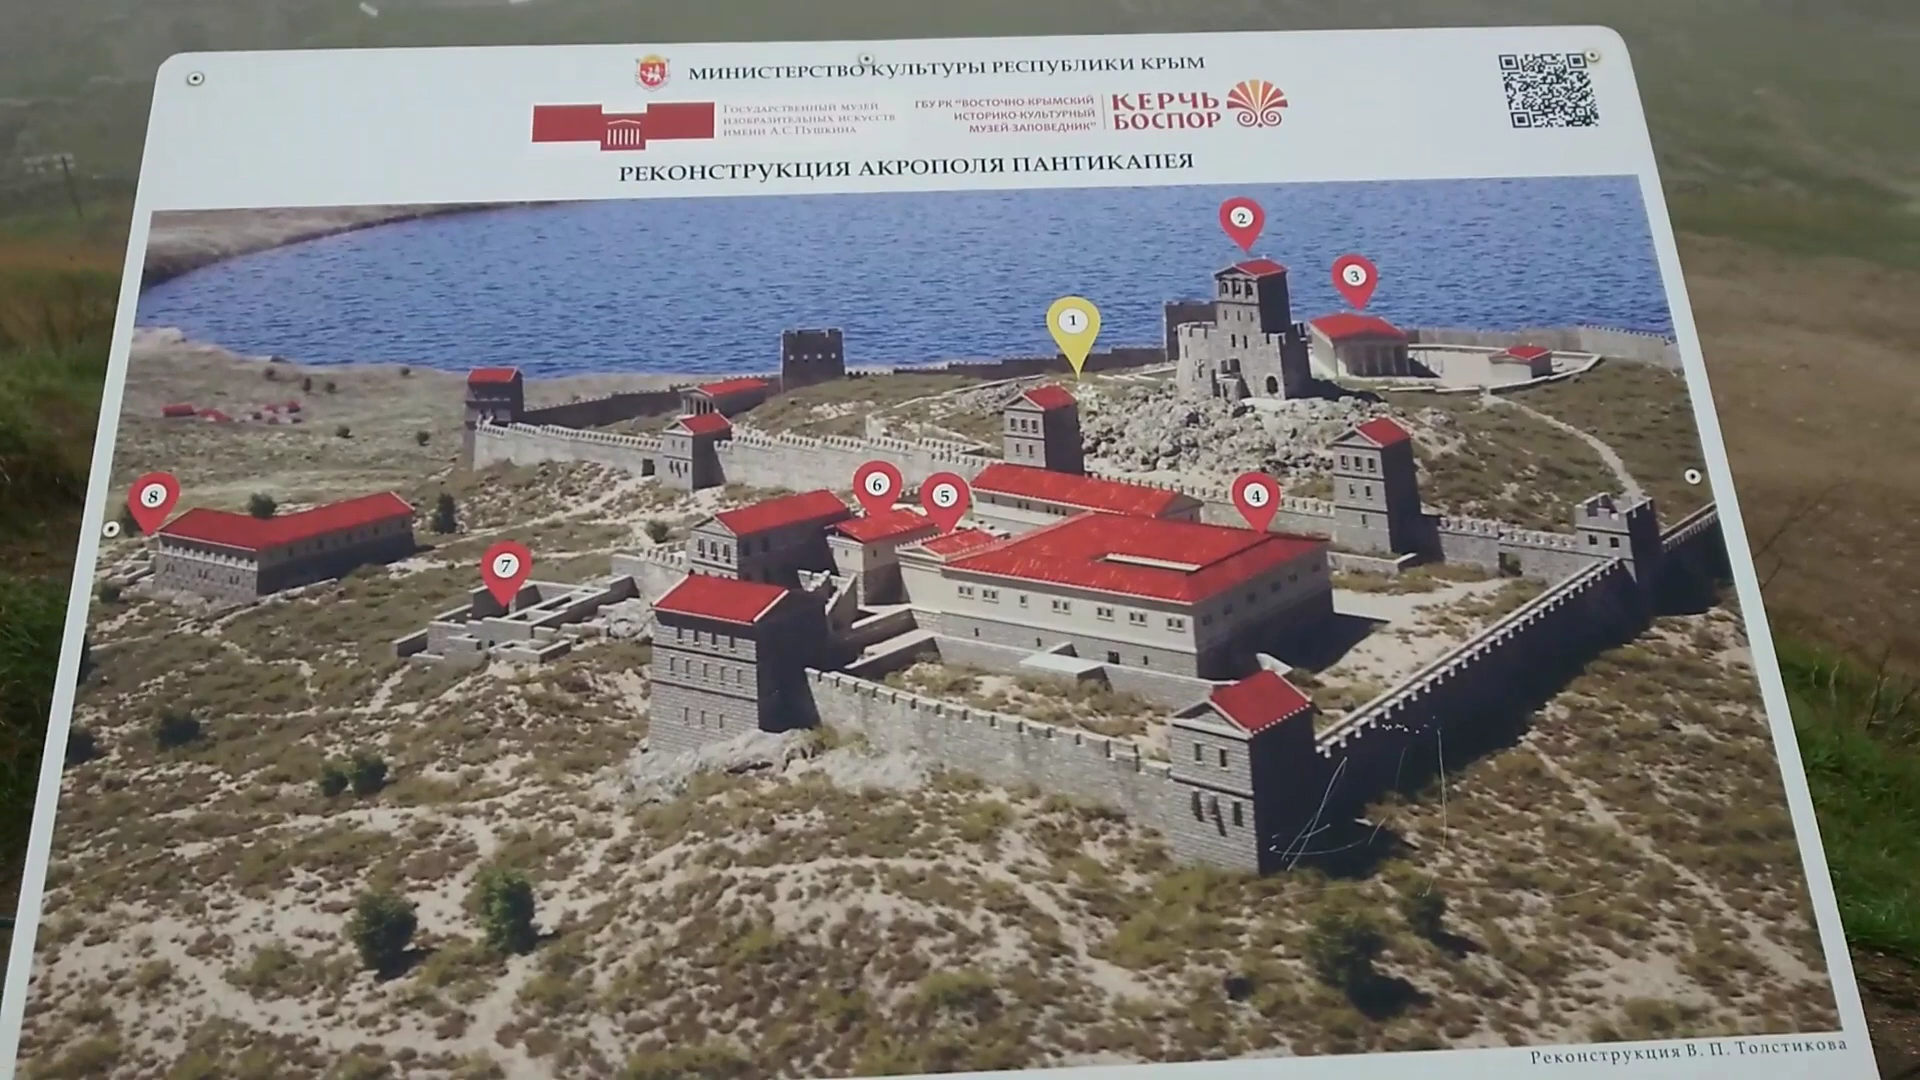 МИНИСТЕРСТВО КУЛЬТУРЫ РЕСПУБЛИКИ КРЫМ
ГОСУДАРСТВЕННЫЙ МУЗЕЙ
ИЗОБРАЗИТЕЛЬНЫХ ИСКУССТВ
ИМЕНИ А.С.ПУШКИНА
ГБУ РК "ВОСТОЧНО-КРЫМСКИЙ
ИСТОРИКО-КУЛЬТУРНЫЙ
МУЗЕЙ-ЗАПОВЕДНИК"
КЕРЧЬ
БОСПОР
РЕКОНСТРУКЦИЯ АКРОПОЛЯ ПАНТИКАПЕЯ
2
3
1
8
6
5
4
7
Реконструкция В. П. Толстикова